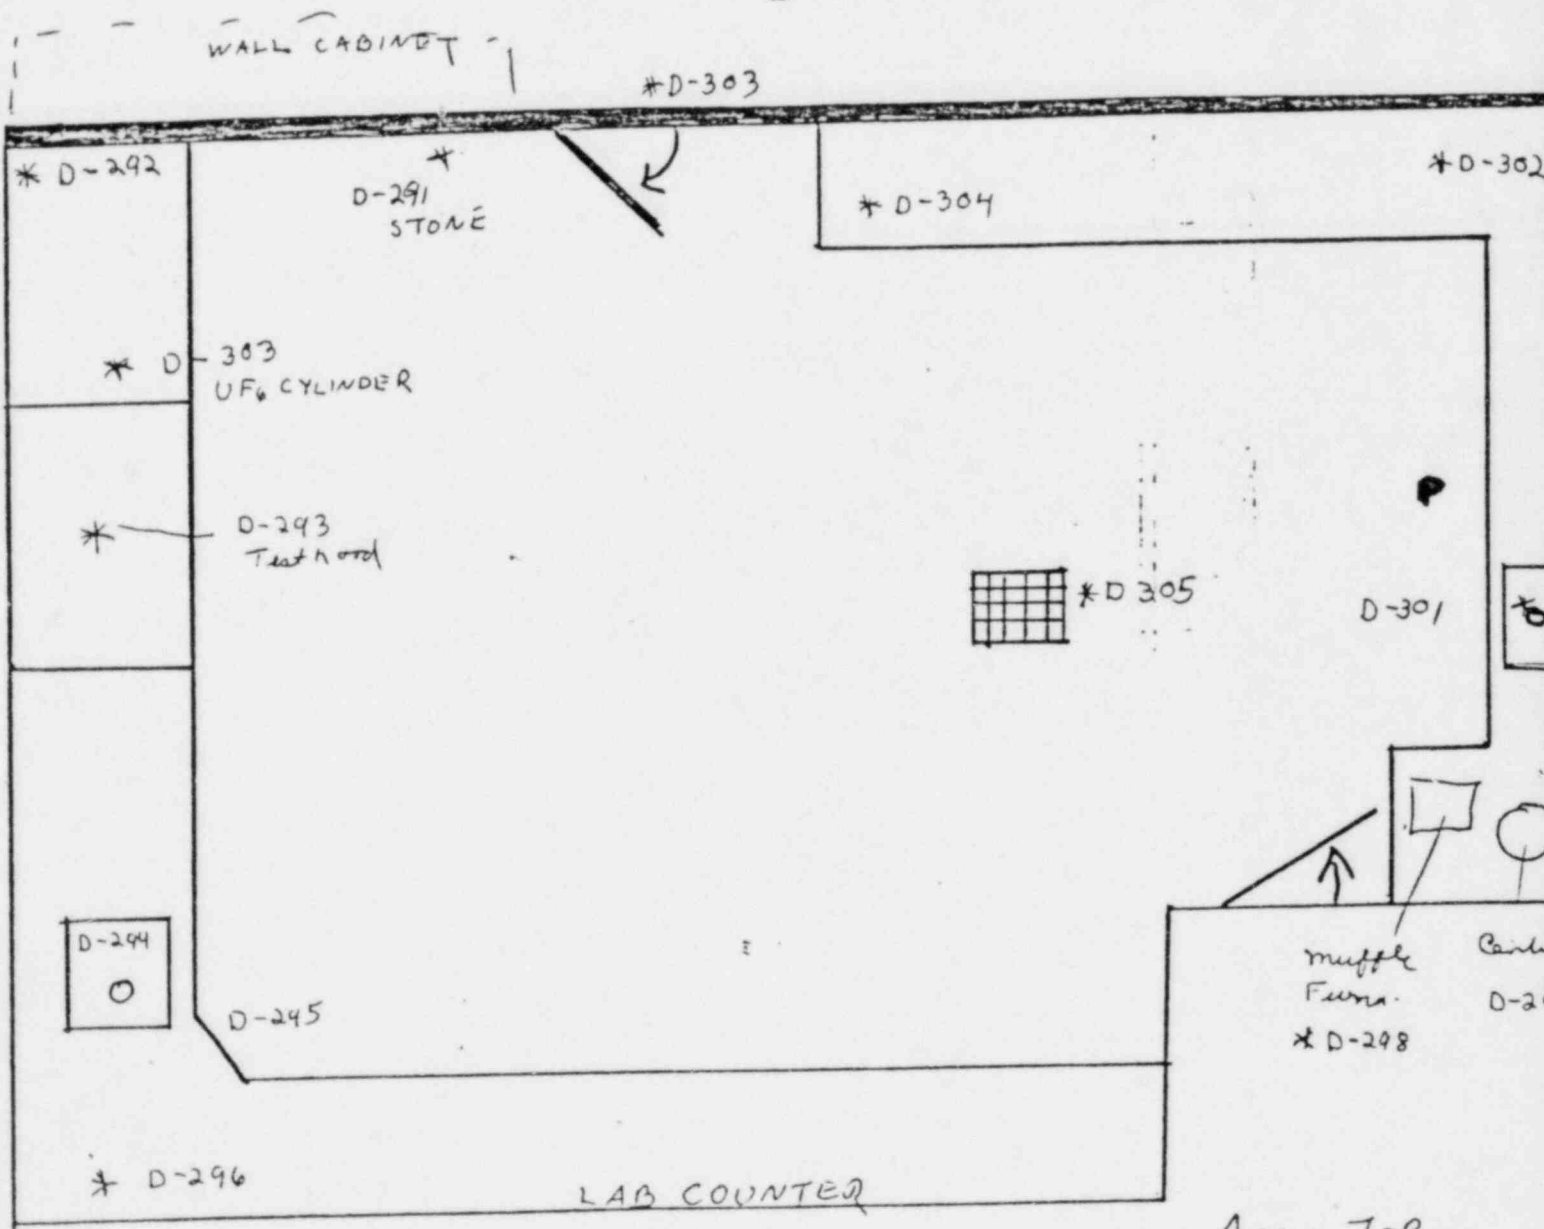 WALL CABINET
*D-303
* D-292
D-291
STONE
* D-304
*D-302
* D-303
UF6 CYLINDER
* D-293
Test hood
*D 305
D-301
D-294
D-295
muffle
Furn.
* D-298
* D-296
LAB COUNTER